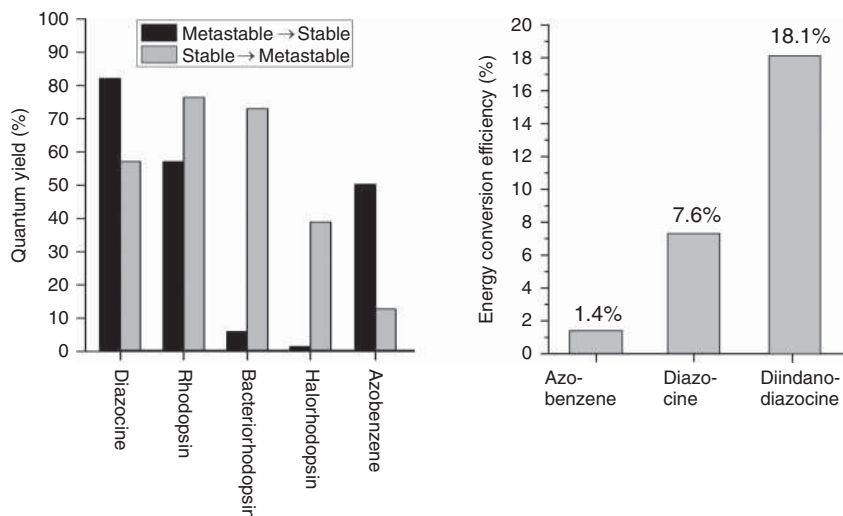 Metastable→Stable
Stable→Metastable
Quantum yield (%)
100
90
80
70
60
50
40
30
20
10
0
Diazocine
Rhodopsin
Bacteriorhodopsin
Halorhodopsin
Azobenzene
Energy conversion efficiency (%)
20
18
16
14
12
10
8
6
4
2
0
1.4%
7.6%
18.1%
Azo-
benzene
Diazo-
cine
Diindano-
diazocine